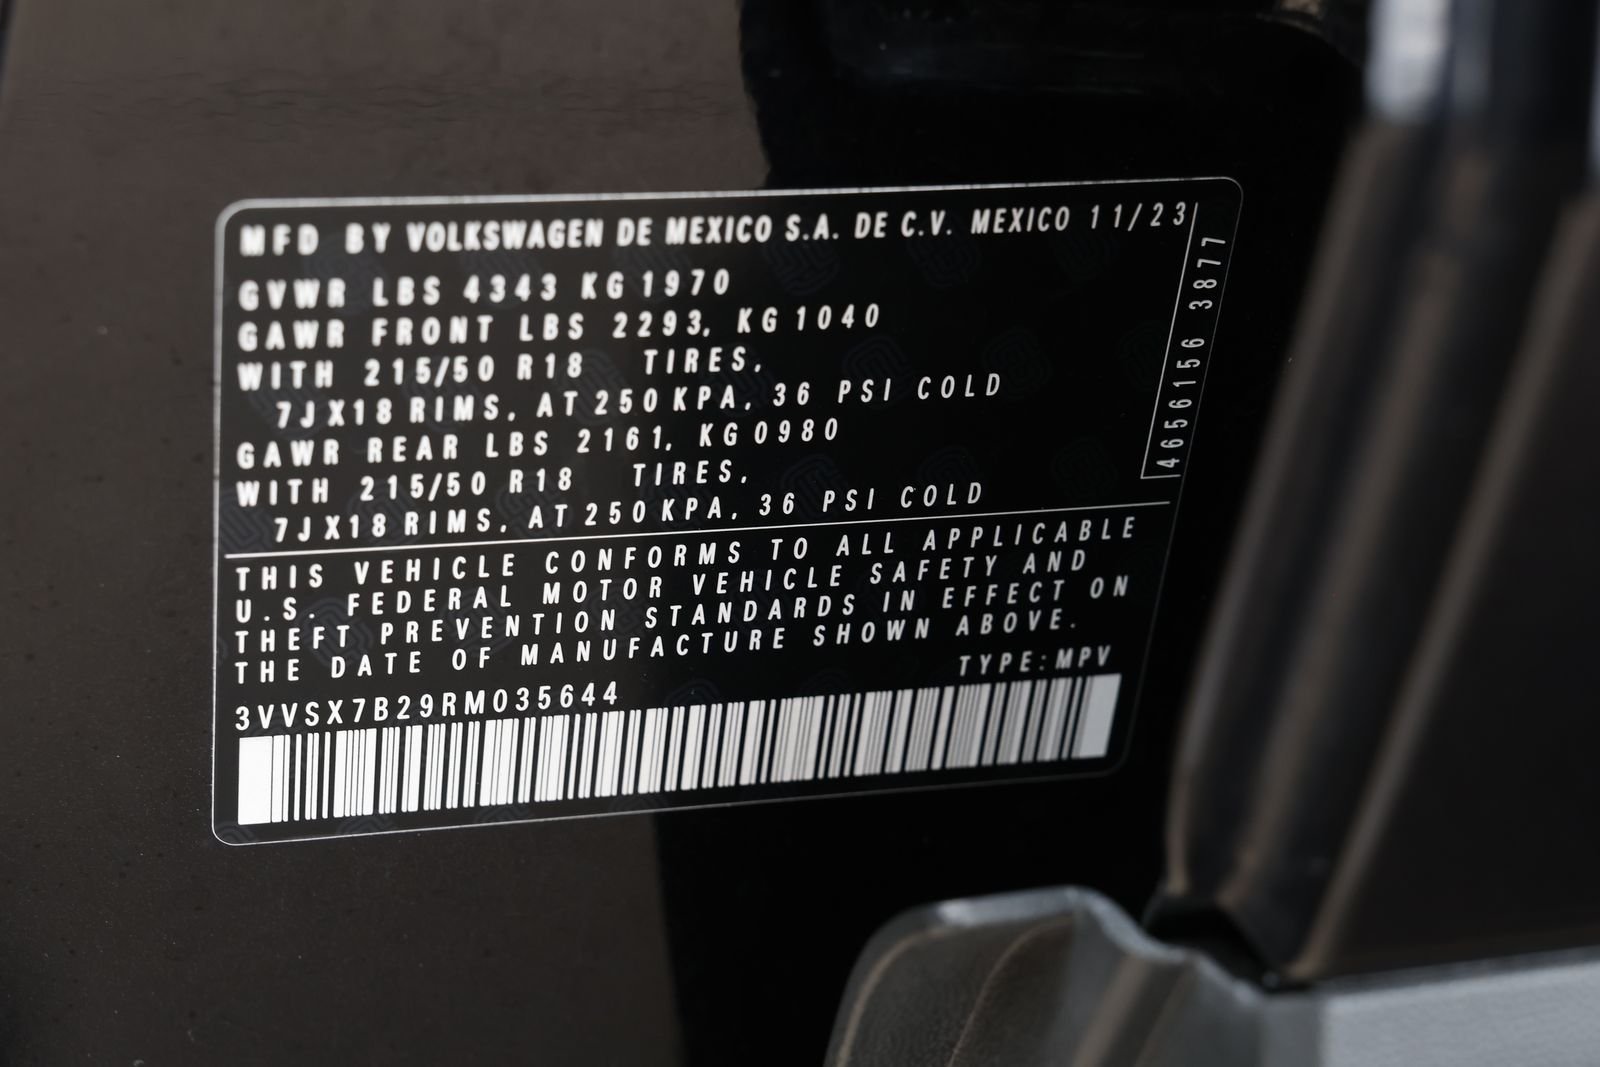 MFD BY VOLKSWAGEN DE MEXICO S.A. DE C.V. MEXICO 11/23
GVWR LBS 4343 KG 1970
GAWR FRONT LBS 2293, KG 1040
WITH 215/50 R18 TIRES,
7JX18 RIMS, AT 250 KPA, 36 PSI COLD
GAWR REAR LBS 2161, KG 0980
WITH 215/50 R18 TIRES,
7JX18 RIMS, AT 250 KPA, 36 PSI COLD
4656156 3877
THIS VEHICLE CONFORMS TO ALL APPLICABLE
U.S. FEDERAL MOTOR VEHICLE SAFETY AND
THEFT PREVENTION STANDARDS IN EFFECT ON
THE DATE OF MANUFACTURE SHOWN ABOVE.
TYPE:MPV
3VVSX7B29RM035644